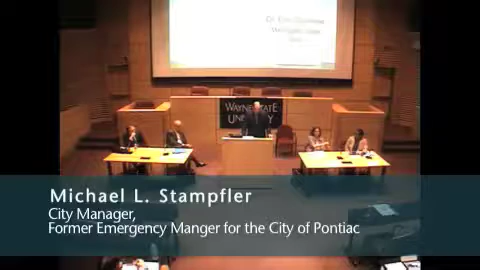 WAYNE STATE
UNIVERSITY
Michael L. Stampfler
City Manager,
Former Emergency Manger for the City of Pontiac